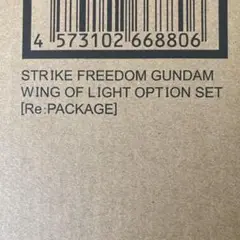 4 573102 668806
STRIKE FREEDOM GUNDAM
WING OF LIGHT OPTION SET
[Re:PACKAGE]